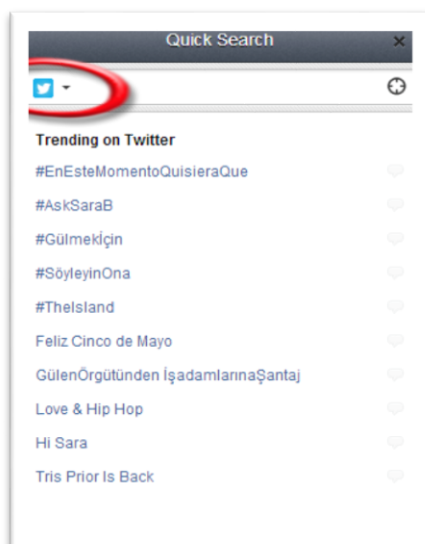 Quick Search
Trending on Twitter
#EnEsteMomentoQuisieraQue
#AskSaraB
#Gülmekİçin
#SöyleyinOna
#TheIsland
Feliz Cinco de Mayo
GülenÖrgütünden İşadamlarınaŞantaj
Love & Hip Hop
Hi Sara
Tris Prior Is Back